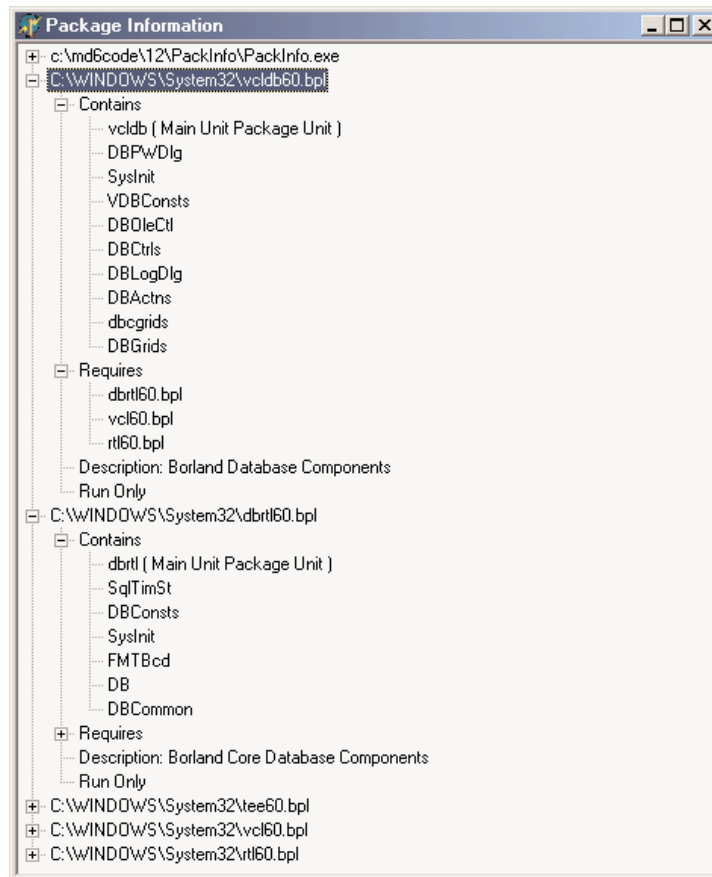 Package Information
c:\md6code\12\PackInfo\PackInfo.exe
C:\WINDOWS\System32\vcldb60.bpl
Contains
vcldb ( Main Unit Package Unit )
DBPWDlg
SysInit
VDBConsts
DBOleCtl
DBCtrls
DBLogDlg
DBActns
dbcgrids
DBGrids
Requires
dbrtl60.bpl
vcl60.bpl
rtl60.bpl
Description: Borland Database Components
Run Only
C:\WINDOWS\System32\dbrtl60.bpl
Contains
dbrtl ( Main Unit Package Unit )
SqlTimSt
DBConsts
SysInit
FMTBcd
DB
DBCommon
Requires
Description: Borland Core Database Components
Run Only
C:\WINDOWS\System32\tee60.bpl
C:\WINDOWS\System32\vcl60.bpl
C:\WINDOWS\System32\rtl60.bpl